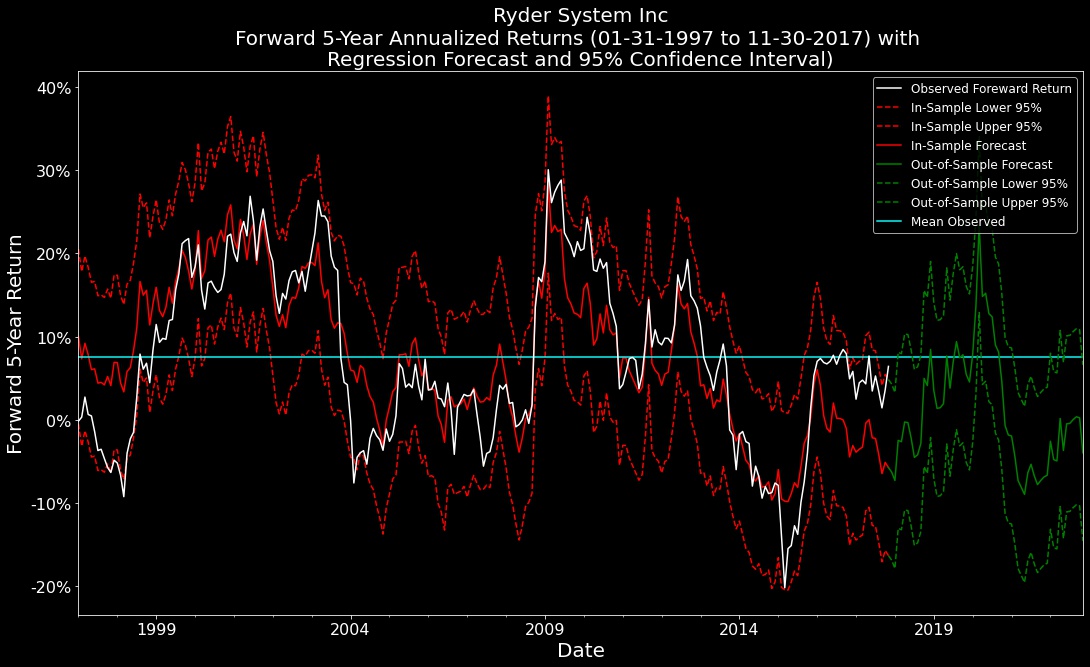 Ryder System Inc
Forward 5-Year Annualized Returns (01-31-1997 to 11-30-2017) with
Regression Forecast and 95% Confidence Interval)
40%
30%
20%
10%
0%
-10%
-20%
Forward 5-Year Return
Observed Foreward Return
In-Sample Lower 95%
In-Sample Upper 95%
In-Sample Forecast
Out-of-Sample Forecast
Out-of-Sample Lower 95%
Out-of-Sample Upper 95%
Mean Observed
1999
2004
2009
2014
2019
Date